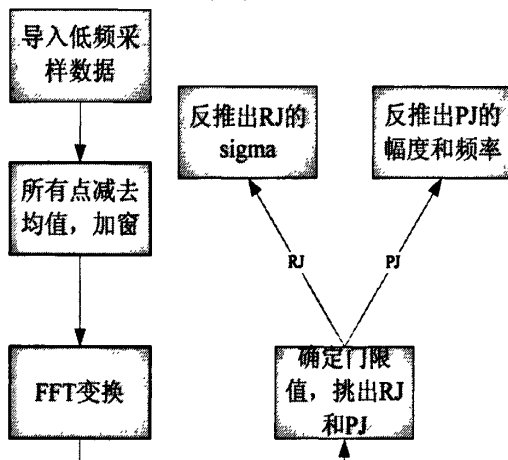 导入低频采
样数据
所有点减去
均值，加窗
FFT变换
反推出RJ的
sigma
反推出PJ的
幅度和频率
RJ
PJ
确定门限
值，挑出RJ
和PJ